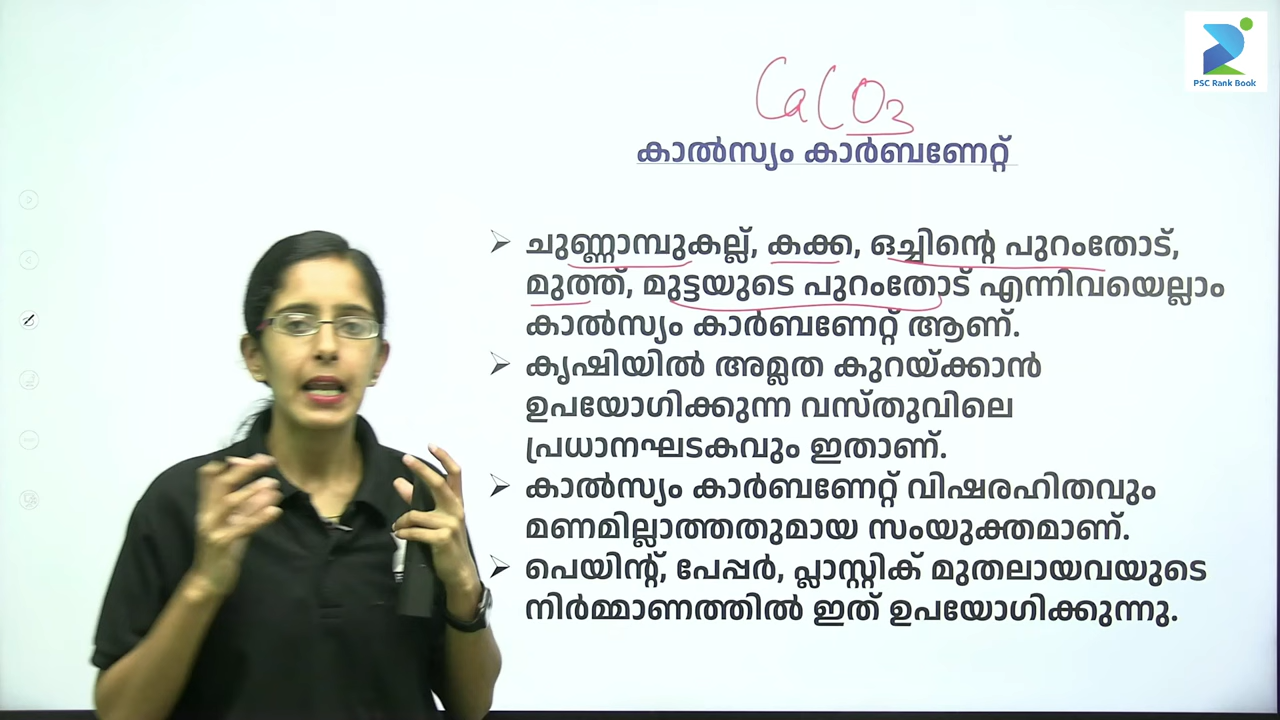 PSC Rank Book
CaCO3
കാൽസ്യം കാർബണേറ്റ്
ചുണ്ണാമ്പുകല്ല്, കക്ക, ഒച്ചിന്റെ പുറംതോട്,
മുത്ത്, മുട്ടയുടെ പുറംതോട് എന്നിവയെല്ലാം
കാൽസ്യം കാർബണേറ്റ് ആണ്.
കൃഷിയിൽ അമ്ലത കുറയ്ക്കാൻ
ഉപയോഗിക്കുന്ന വസ്തുവിലെ
പ്രധാനഘടകവും ഇതാണ്.
കാൽസ്യം കാർബണേറ്റ് വിഷരഹിതവും
മണമില്ലാത്തതുമായ സംയുക്തമാണ്.
പെയിന്റ്, പേപ്പർ, പ്ലാസ്റ്റിക് മുതലായവയുടെ
നിർമ്മാണത്തിൽ ഇത് ഉപയോഗിക്കുന്നു.